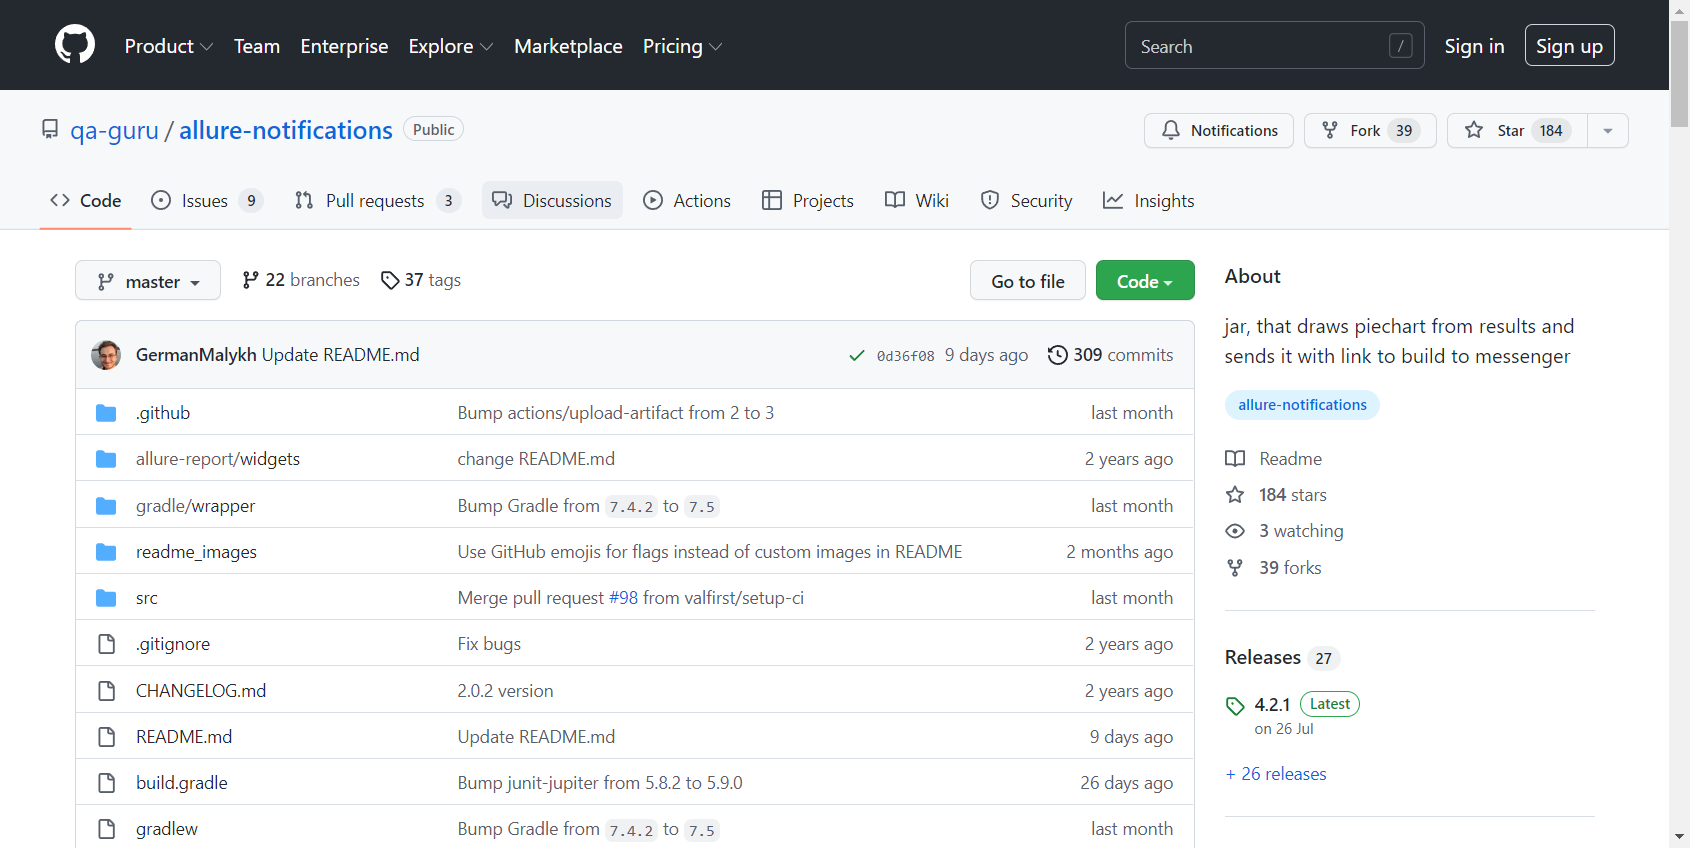 Product Team Enterprise Explore Marketplace Pricing Search / Sign in Sign up
qa-guru / allure-notifications Public Notifications Fork 39 Star 184
Code Issues 9 Pull requests 3 Discussions Actions Projects Wiki Security Insights
master 22 branches 37 tags Go to file Code
GermanMalykh Update README.md 0d36f08 9 days ago 309 commits
.github Bump actions/upload-artifact from 2 to 3 last month
allure-report/widgets change README.md 2 years ago
gradle/wrapper Bump Gradle from 7.4.2 to 7.5 last month
readme_images Use GitHub emojis for flags instead of custom images in README 2 months ago
src Merge pull request #98 from valfirst/setup-ci last month
.gitignore Fix bugs 2 years ago
CHANGELOG.md 2.0.2 version 2 years ago
README.md Update README.md 9 days ago
build.gradle Bump junit-jupiter from 5.8.2 to 5.9.0 26 days ago
gradlew Bump Gradle from 7.4.2 to 7.5 last month
About
jar, that draws piechart from results and
sends it with link to build to messenger
allure-notifications
Readme
184 stars
3 watching
39 forks
Releases 27
4.2.1 Latest
on 26 Jul
+ 26 releases